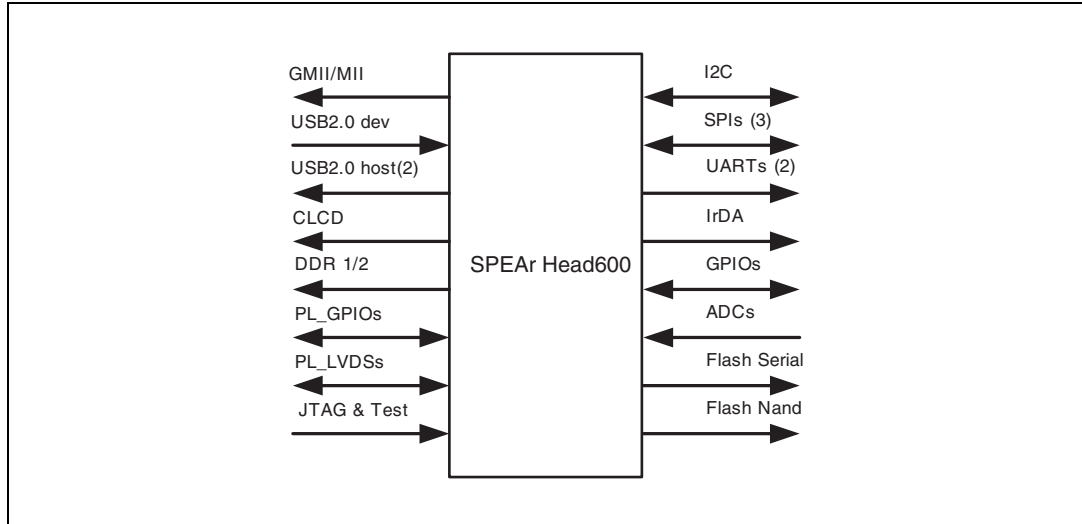 GMII/MII
USB2.0 dev
USB2.0 host(2)
CLCD
DDR 1/2
PL_GPIOs
PL_LVDSs
JTAG & Test
SPEAr Head600
I2C
SPIs (3)
UARTs (2)
IrDA
GPIOs
ADCs
Flash Serial
Flash Nand